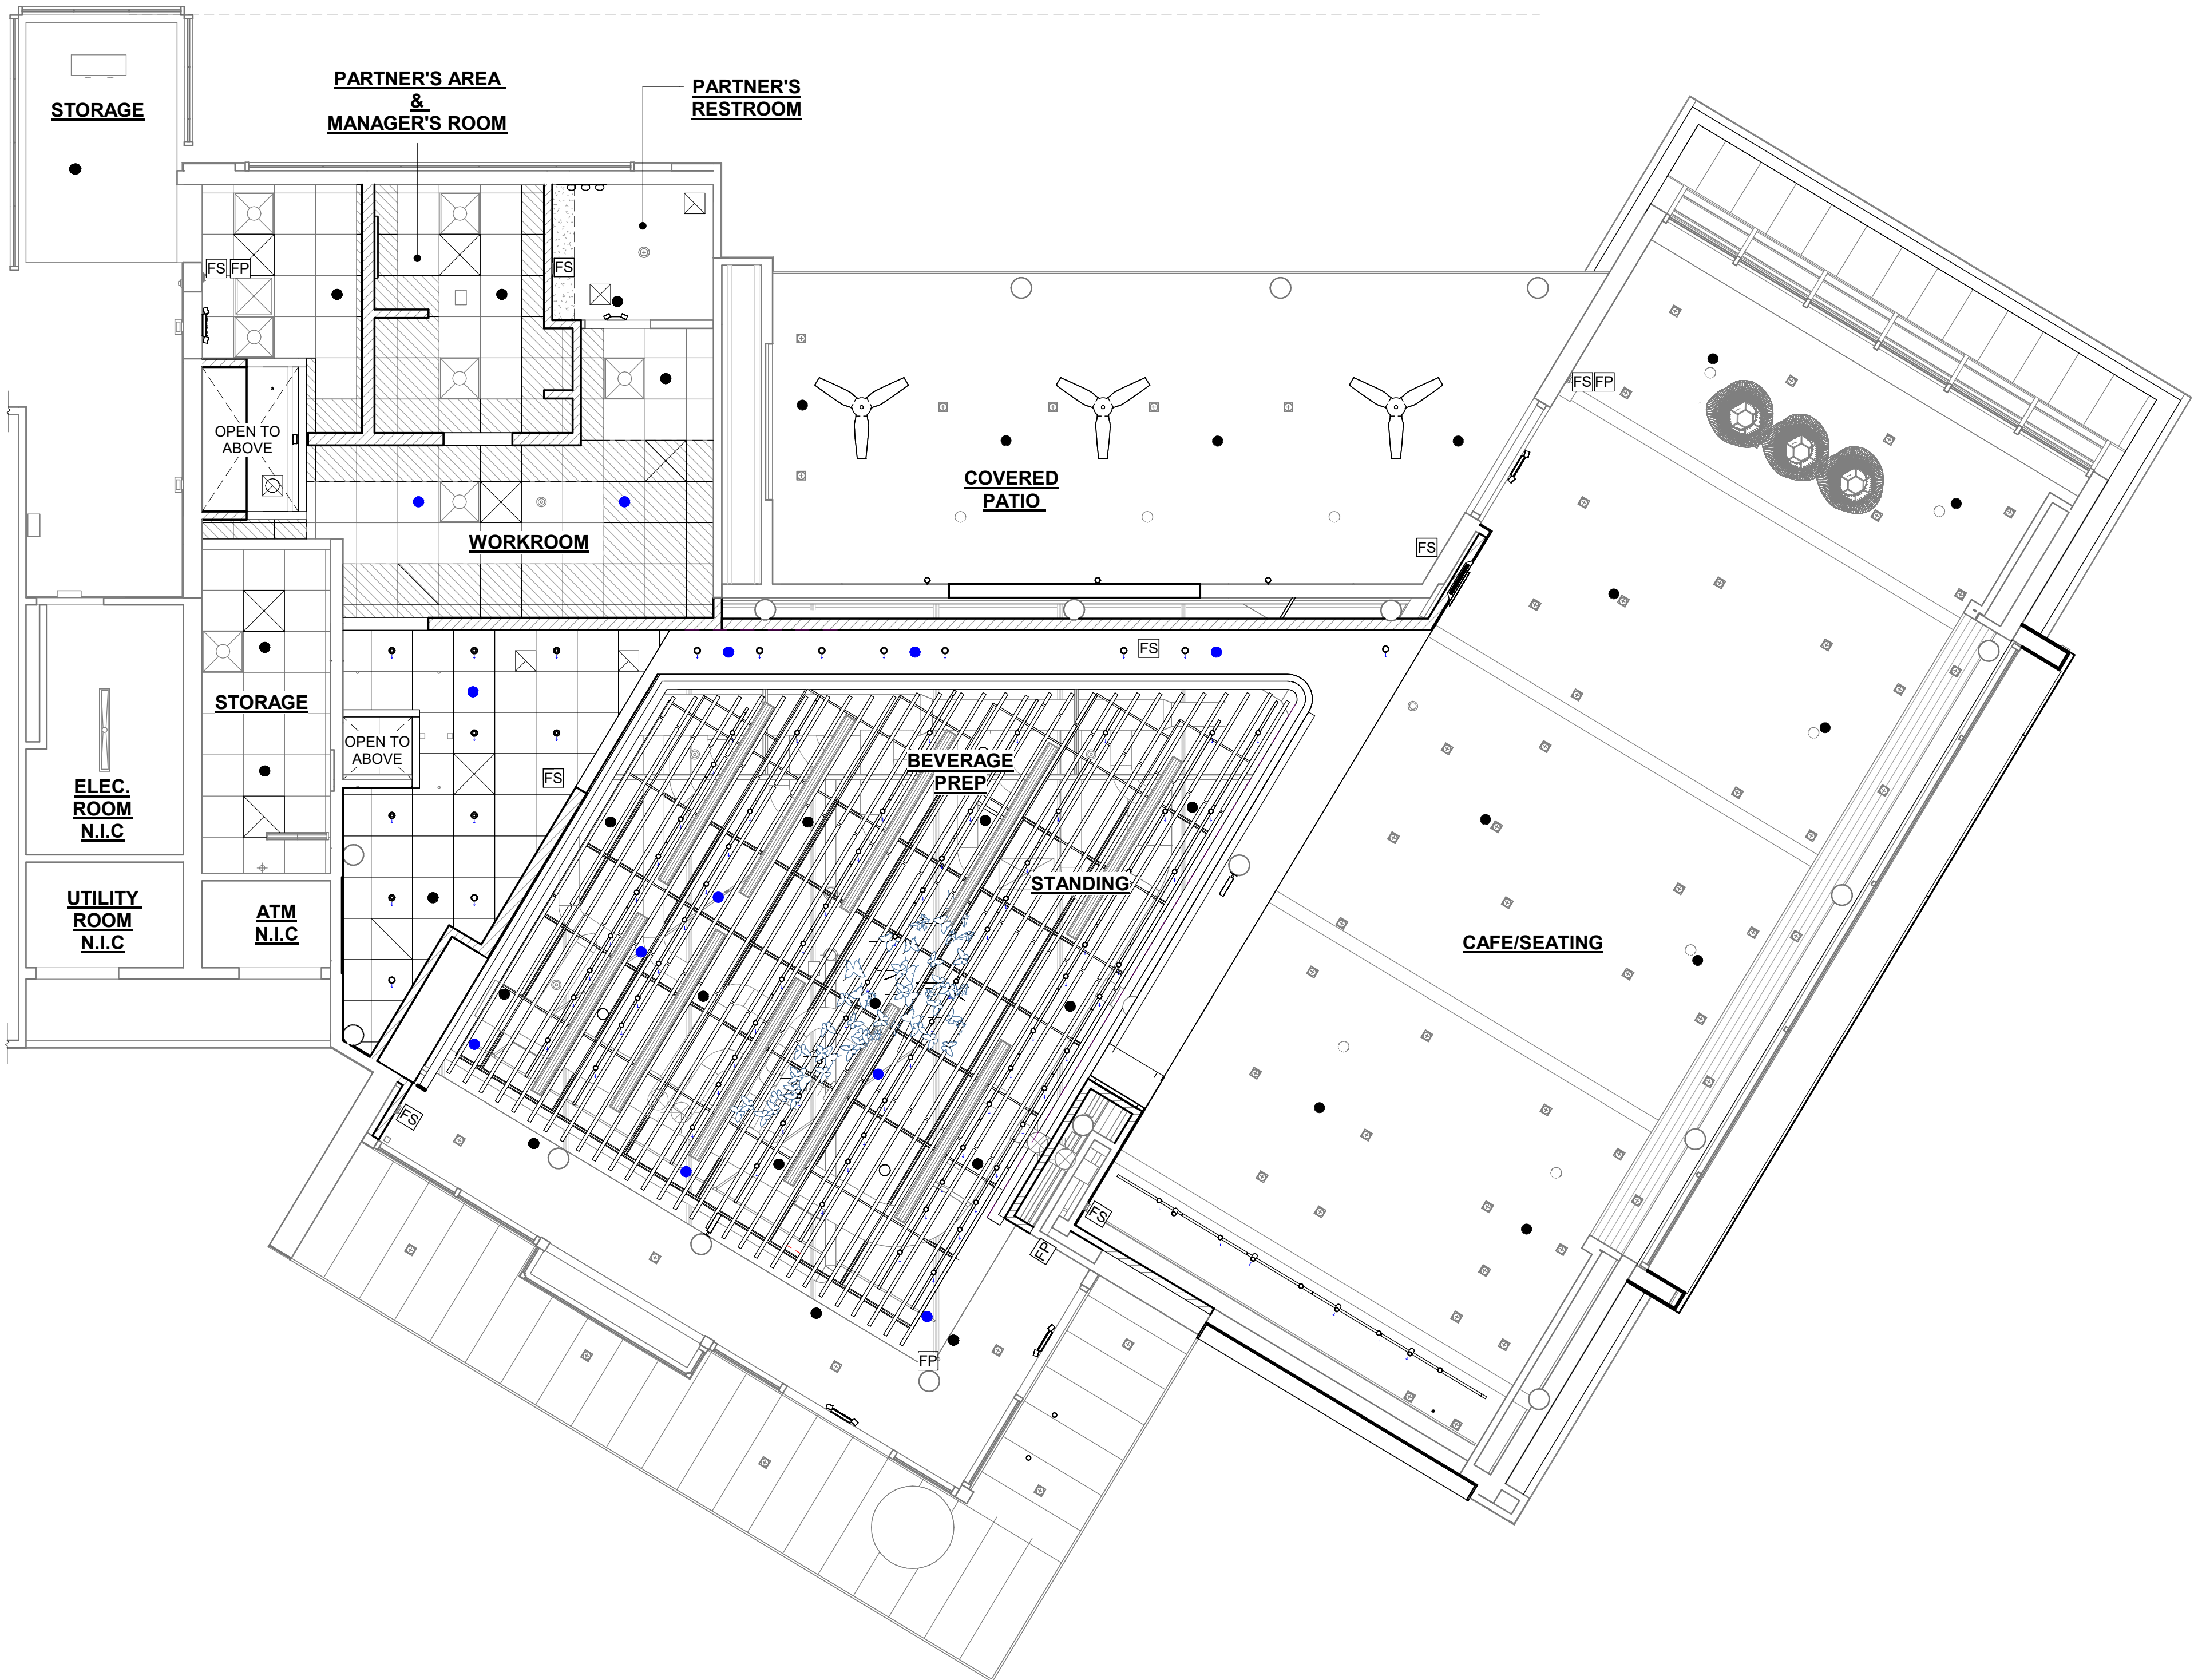 STORAGE
PARTNER'S AREA
&
MANAGER'S ROOM
PARTNER'S
RESTROOM
FS FP
FS
OPEN TO
ABOVE
WORKROOM
COVERED
PATIO
FS
FS FP
STORAGE
FS
OPEN TO
ABOVE
FS
ELEC.
ROOM
N.I.C
BEVERAGE
PREP
STANDING
UTILITY
ROOM
N.I.C
ATM
N.I.C
CAFE/SEATING
FS
FS
FP
FP